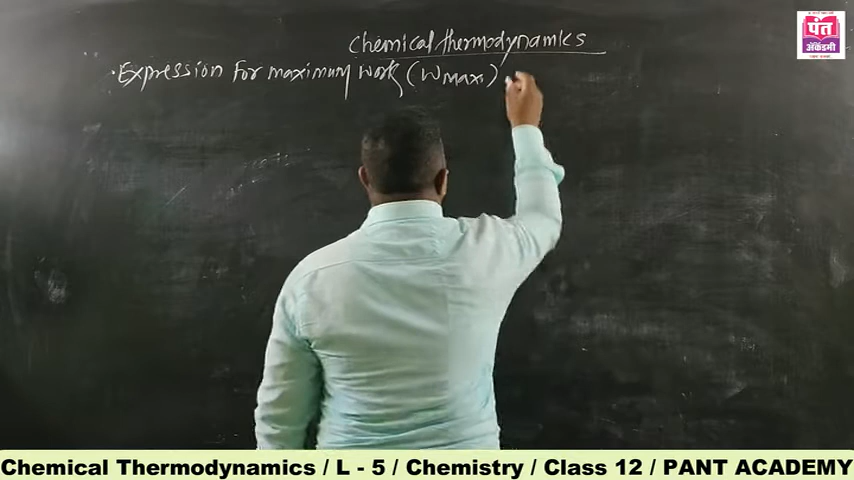 chemical thermodynamics
· Expression for maximum work (Wmax.)
पंत
अॅकॅडमी
Chemical Thermodynamics / L - 5 / Chemistry / Class 12 / PANT ACADEMY